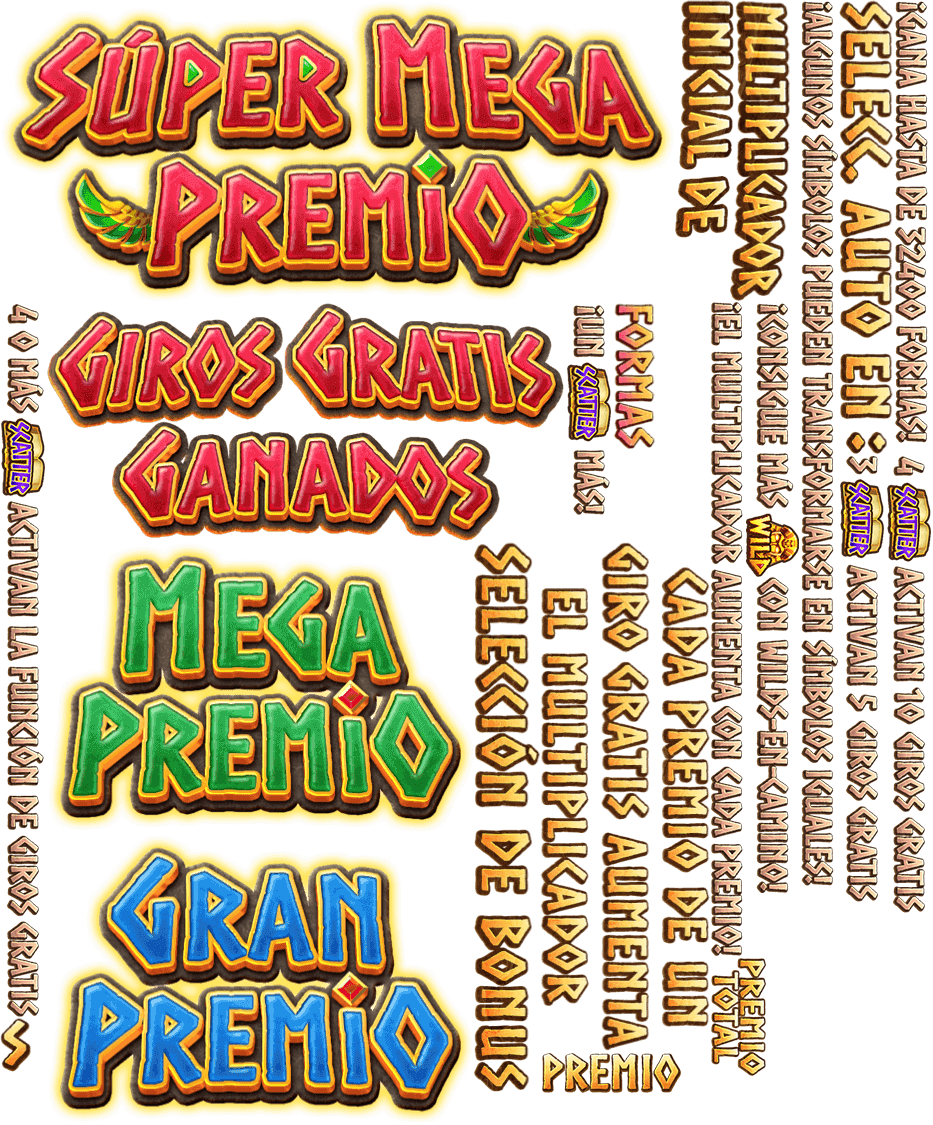 SÚPER MEGA
PREMIO
GIROS GRATIS
GANADOS
MEGA
PREMIO
GRAN
PREMIO
4 O MÁS SCATTER ACTIVAN LA FUNCIÓN DE GIROS GRATIS
FORMAS
¡UN SCATTER MÁS!
MULTIPLICADOR
INICIAL DE
¡GANA HASTA DE 32400 FORMAS!
4 SCATTER ACTIVAN 10 GIROS GRATIS
SELEC. AUTO EN :
3 SCATTER ACTIVAN 5 GIROS GRATIS
¡ALGUNOS SÍMBOLOS PUEDEN TRANSFORMARSE EN SÍMBOLOS IGUALES!
¡CONSIGUE MÁS WILD CON WILDS-EN-CAMINO!
¡EL MULTIPLICADOR AUMENTA CON CADA PREMIO!
CADA PREMIO DE UN
GIRO GRATIS AUMENTA
EL MULTIPLICADOR
SELECCIÓN DE BONUS
PREMIO
TOTAL
PREMIO